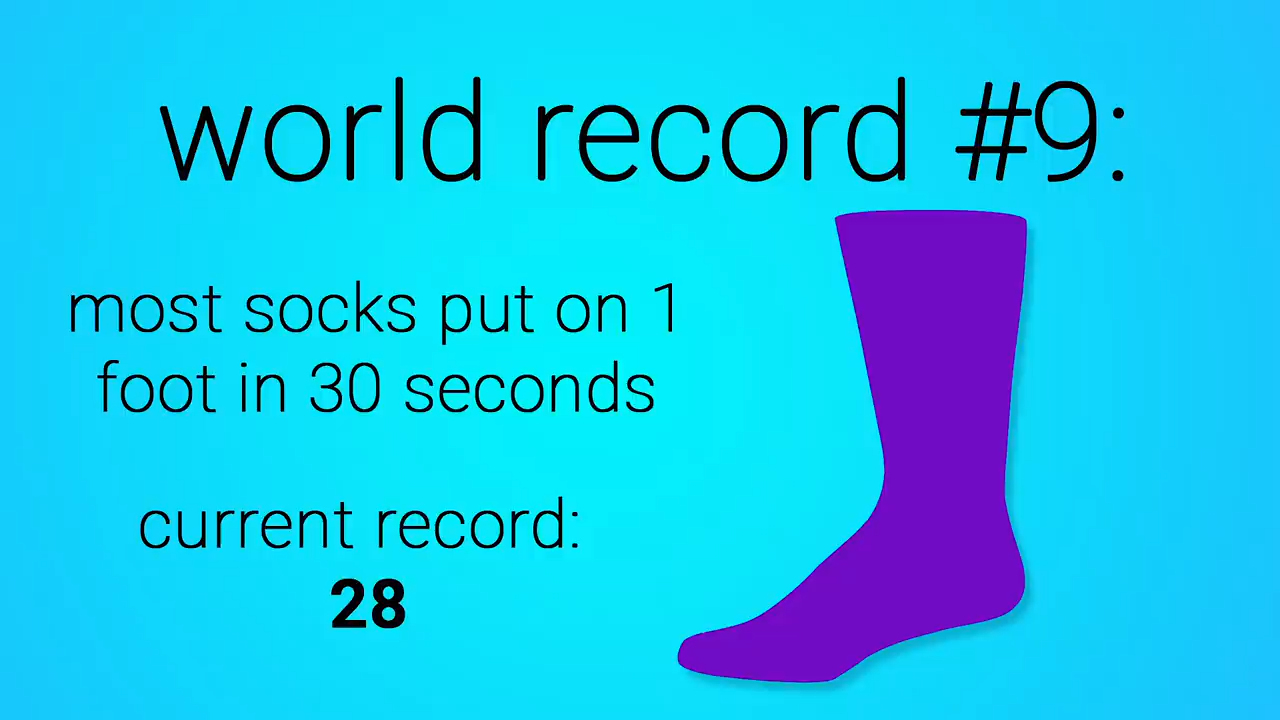 world record #9:
most socks put on 1
foot in 30 seconds
current record:
28